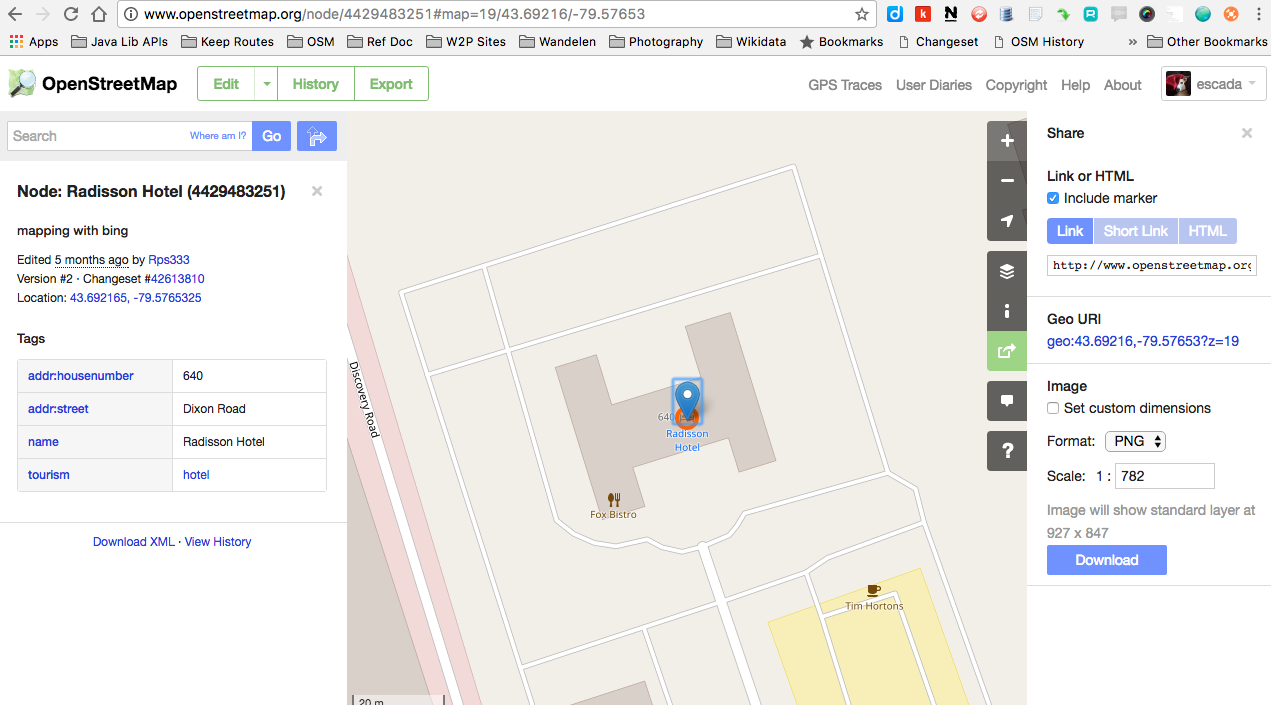 www.openstreetmap.org/node/4429483251#map=19/43.69216/-79.57653
Apps Java Lib APIs Keep Routes OSM Ref Doc W2P Sites Wandelen Photography Wikidata Bookmarks Changeset OSM History » Other Bookmarks
OpenStreetMap Edit History Export GPS Traces User Diaries Copyright Help About escada
Search Where am I? Go
Node: Radisson Hotel (4429483251)
mapping with bing
Edited 5 months ago by Rps333
Version #2 · Changeset #42613810
Location: 43.692165, -79.5765325
Tags
addr:housenumber 640
addr:street Dixon Road
name Radisson Hotel
tourism hotel
Download XML · View History
Discovery Road
640
Radisson
Hotel
Fox Bistro
Tim Hortons
20 m
Share
Link or HTML
Include marker
Link Short Link HTML
http://www.openstreetmap.org
Geo URI
geo:43.69216,-79.57653?z=19
Image
Set custom dimensions
Format: PNG
Scale: 1 : 782
Image will show standard layer at
927 x 847
Download